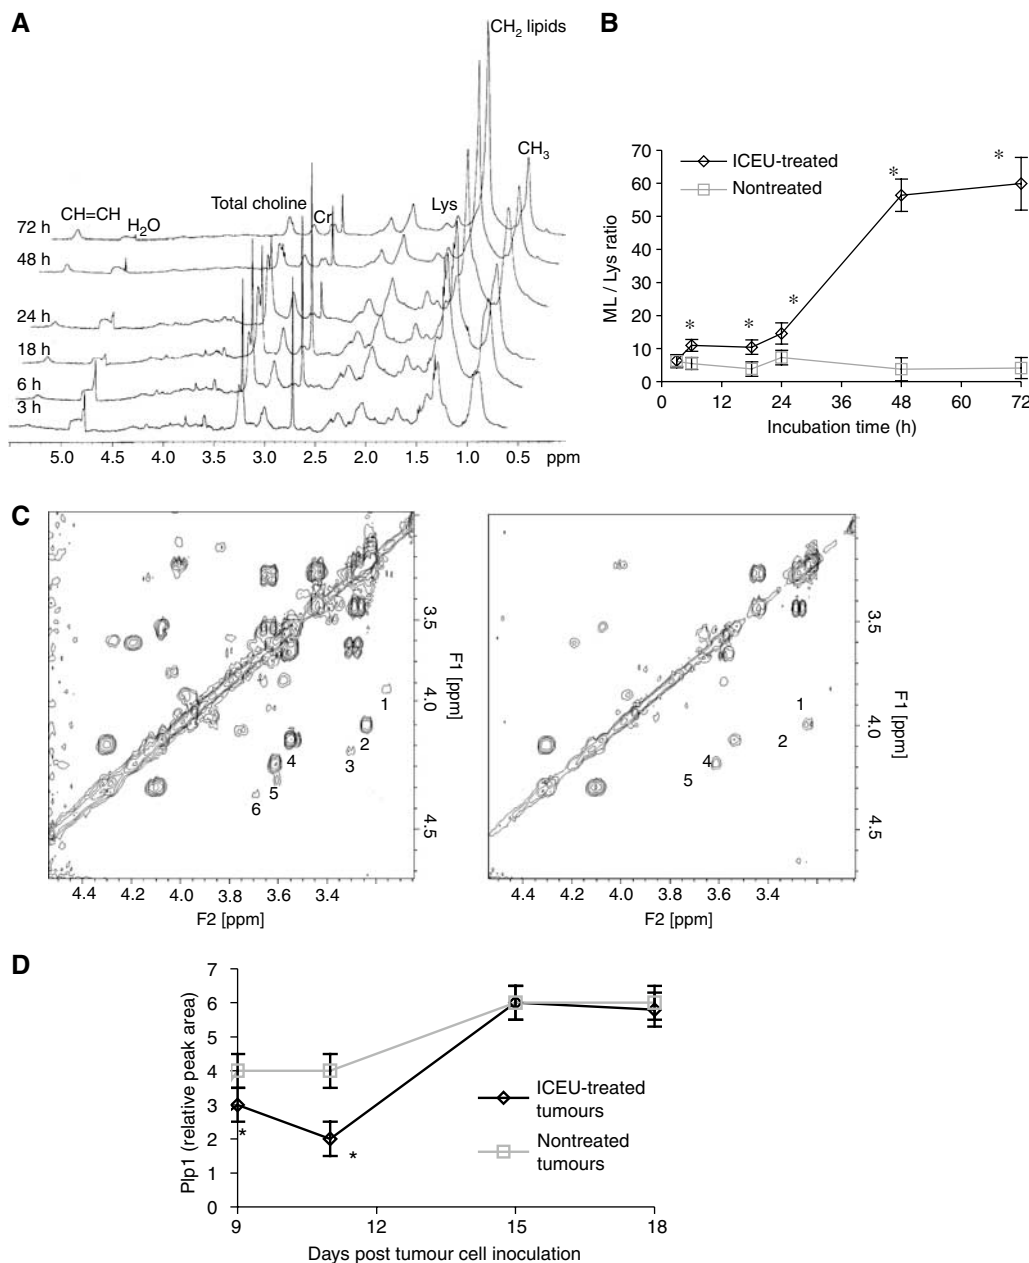 A
CH2 lipids
CH3
Total choline
Cr
Lys
CH=CH
H2O
72 h
48 h
24 h
18 h
6 h
3 h
5.0 4.5 4.0 3.5 3.0 2.5 2.0 1.5 1.0 0.5 ppm
B
ICEU-treated
Nontreated
ML / Lys ratio
70
60
50
40
30
20
10
0
* * * * * *
0 12 24 36 48 60 72
Incubation time (h)
C
1
2
3
4
5
6
3.5
4.0
4.5
F1 [ppm]
4.4 4.2 4.0 3.8 3.6 3.4
F2 [ppm]
1
2
4
5
3.5
4.0
4.5
F1 [ppm]
4.4 4.2 4.0 3.8 3.6 3.4
F2 [ppm]
D
Plp1 (relative peak area)
7
6
5
4
3
2
1
0
*
*
ICEU-treated
tumours
Nontreated
tumours
9 12 15 18
Days post tumour cell inoculation